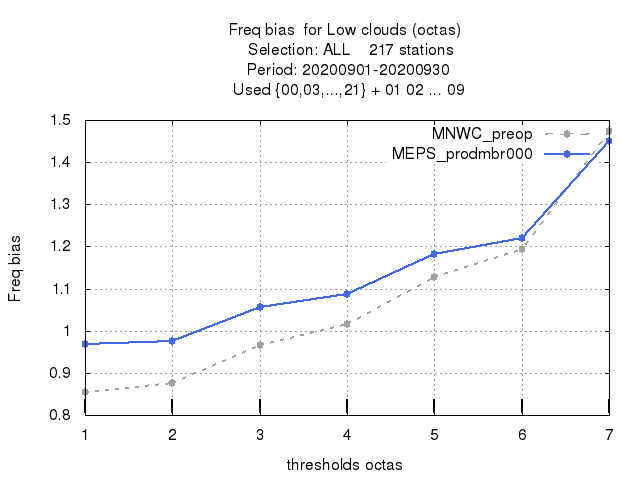 Freq bias for Low clouds (octas)
Selection: ALL 217 stations
Period: 20200901-20200930
Used {00,03,...,21} + 01 02 ... 09
MNWC_preop
MEPS_prodmbr000
1.5
1.4
1.3
1.2
1.1
1
0.9
0.8
Freq bias
1 2 3 4 5 6 7
thresholds octas